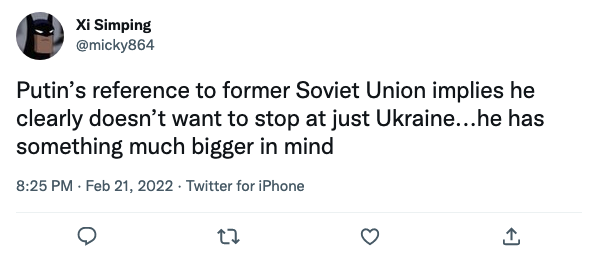 Xi Simping
@micky864
Putin’s reference to former Soviet Union implies he
clearly doesn’t want to stop at just Ukraine...he has
something much bigger in mind
8:25 PM · Feb 21, 2022 · Twitter for iPhone